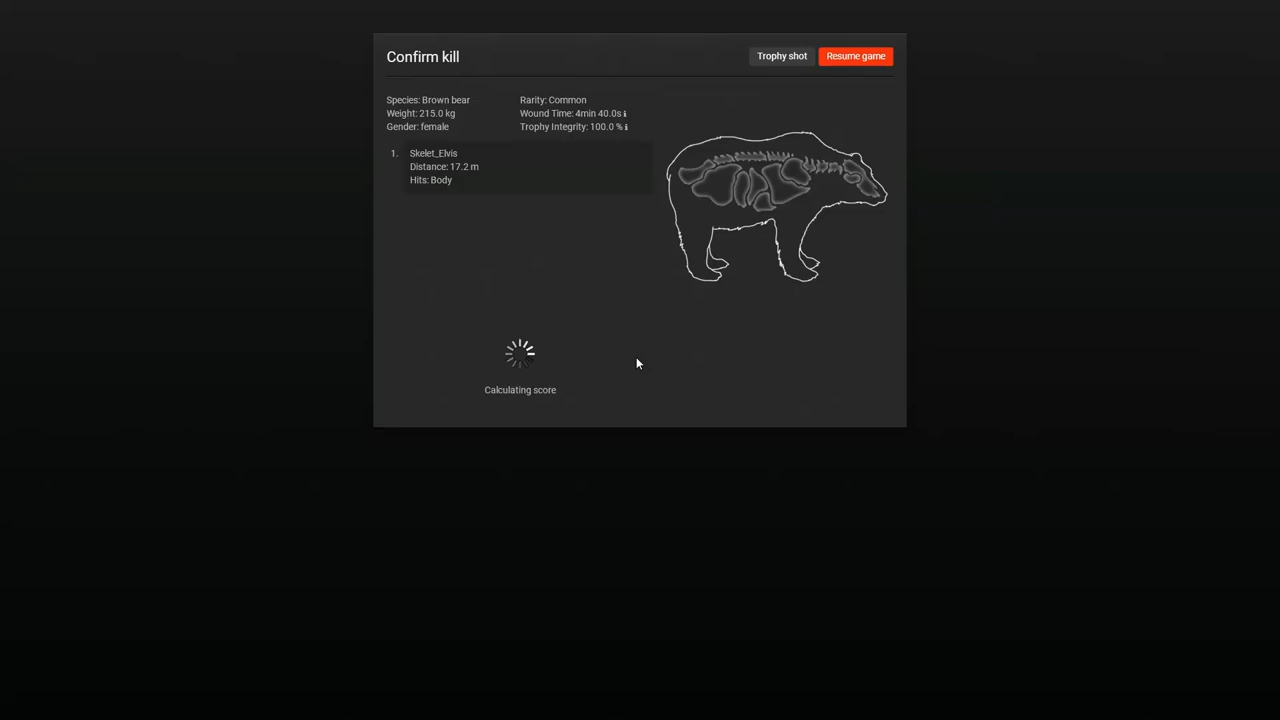 Confirm kill
Trophy shot
Resume game
Species: Brown bear
Weight: 215.0 kg
Gender: female
Rarity: Common
Wound Time: 4min 40.0s i
Trophy Integrity: 100.0 % i
1.
Skelet_Elvis
Distance: 17.2 m
Hits: Body
Calculating score